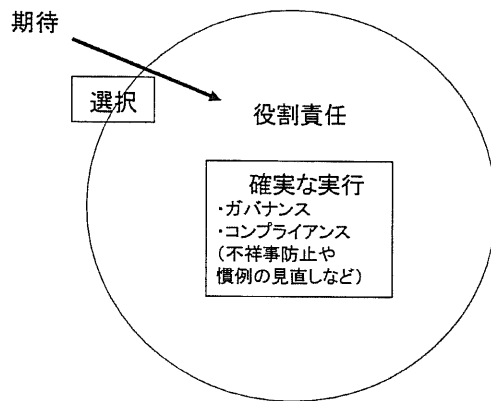 期待
選択
役割責任
確実な実行
・ガバナンス
・コンプライアンス
(不祥事防止や
慣例の見直しなど)